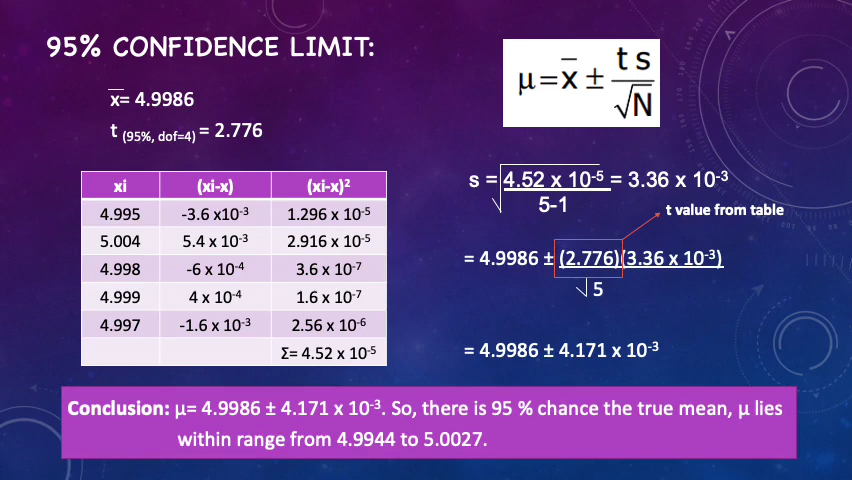 95% CONFIDENCE LIMIT:
x̄= 4.9986
t (95%, dof=4) = 2.776
μ = x̄ ± t s / √N
xi (xi-x) (xi-x)²
4.995 -3.6 x10⁻³ 1.296 x 10⁻⁵
5.004 5.4 x 10⁻³ 2.916 x 10⁻⁵
4.998 -6 x 10⁻⁴ 3.6 x 10⁻⁷
4.999 4 x 10⁻⁴ 1.6 x 10⁻⁷
4.997 -1.6 x 10⁻³ 2.56 x 10⁻⁶
Σ= 4.52 x 10⁻⁵
s = √ 4.52 x 10⁻⁵ = 3.36 x 10⁻³
5-1
t value from table
= 4.9986 ± (2.776)(3.36 x 10⁻³)
√ 5
= 4.9986 ± 4.171 x 10⁻³
Conclusion: μ= 4.9986 ± 4.171 x 10⁻³. So, there is 95 % chance the true mean, μ lies
within range from 4.9944 to 5.0027.